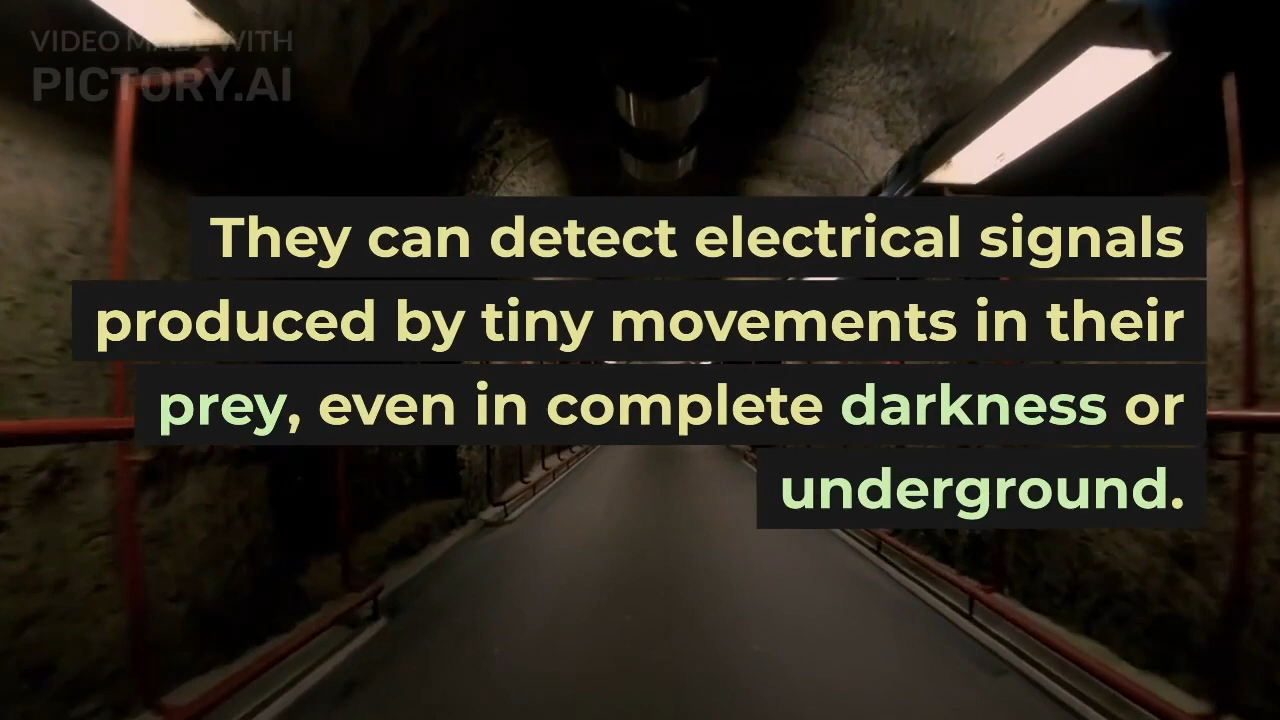 VIDEO MADE WITH
PICTORY.AI
They can detect electrical signals
produced by tiny movements in their
prey, even in complete darkness or
underground.